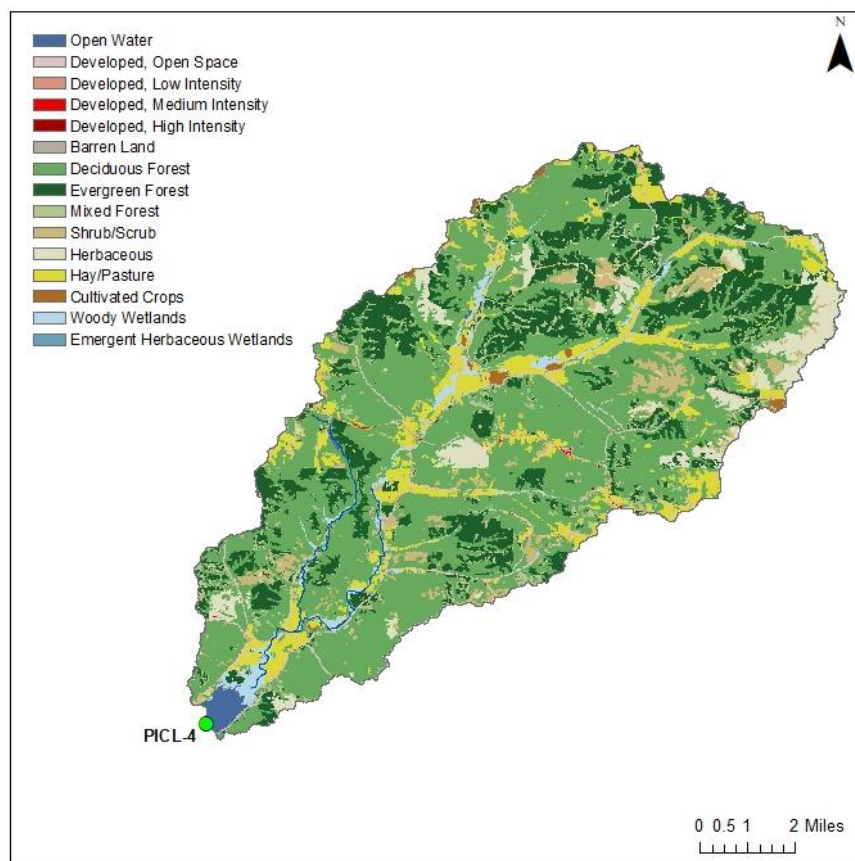 N
Open Water
Developed, Open Space
Developed, Low Intensity
Developed, Medium Intensity
Developed, High Intensity
Barren Land
Deciduous Forest
Evergreen Forest
Mixed Forest
Shrub/Scrub
Herbaceous
Hay/Pasture
Cultivated Crops
Woody Wetlands
Emergent Herbaceous Wetlands
PICL-4
0 0.5 1 2 Miles